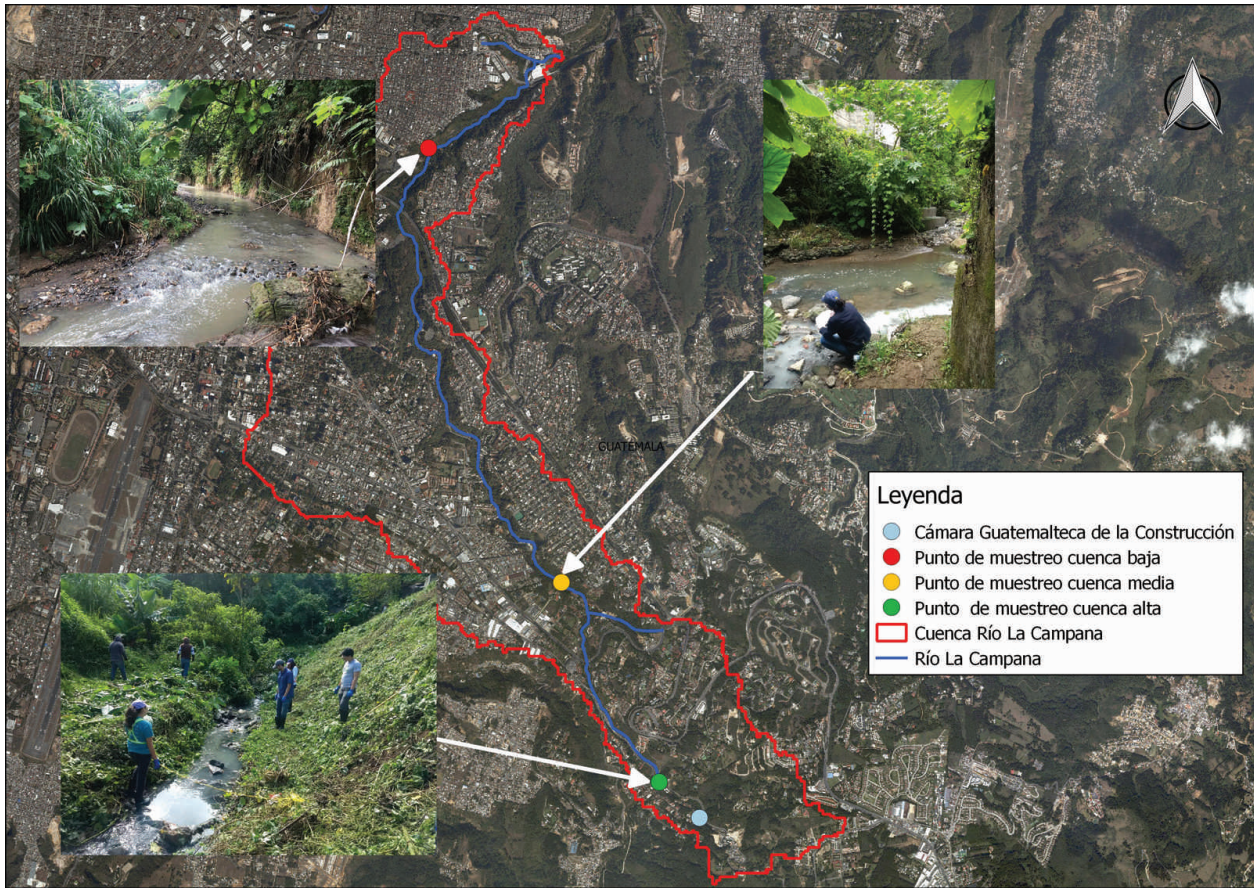 GUATEMALA
Leyenda
Cámara Guatemalteca de la Construcción
Punto de muestreo cuenca baja
Punto de muestreo cuenca media
Punto de muestreo cuenca alta
Cuenca Río La Campana
Río La Campana